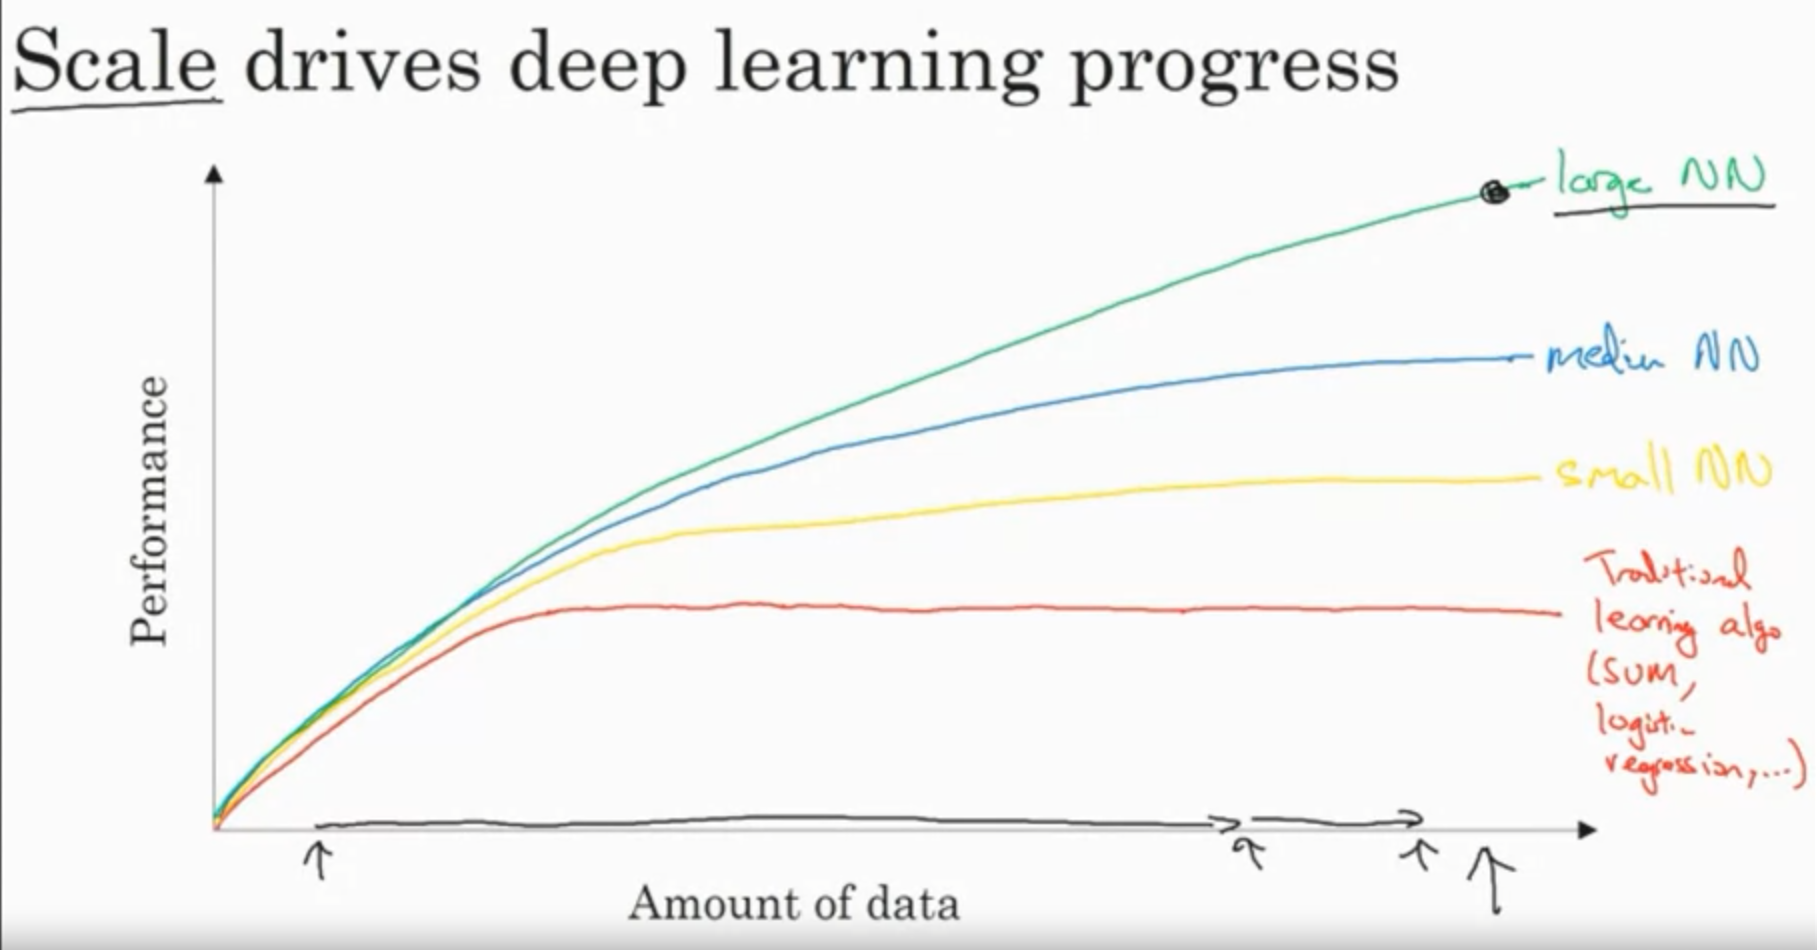 Scale drives deep learning progress
large NN
medium NN
small NN
Traditional
learning algo
(SVM,
logistic
regression,...)
Performance
Amount of data